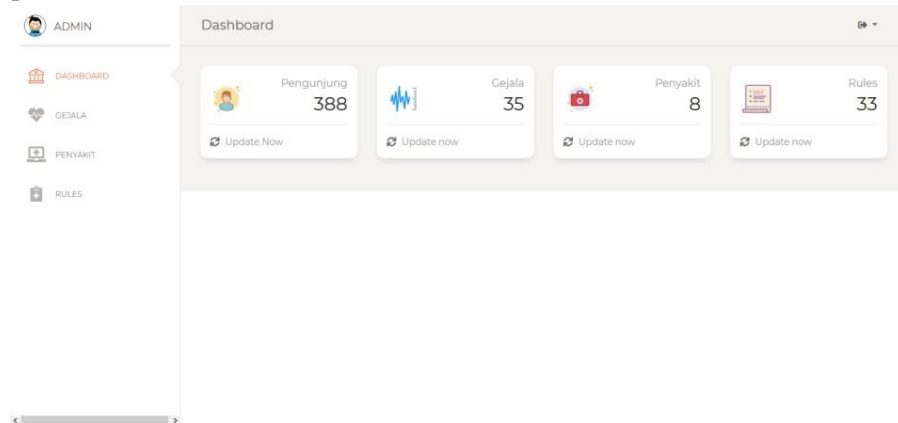 ADMIN
DASHBOARD
GEJALA
PENYAKIT
RULES
Dashboard
Pengunjung
388
Update Now
Gejala
35
Update now
Penyakit
8
Update now
Rules
33
Update now